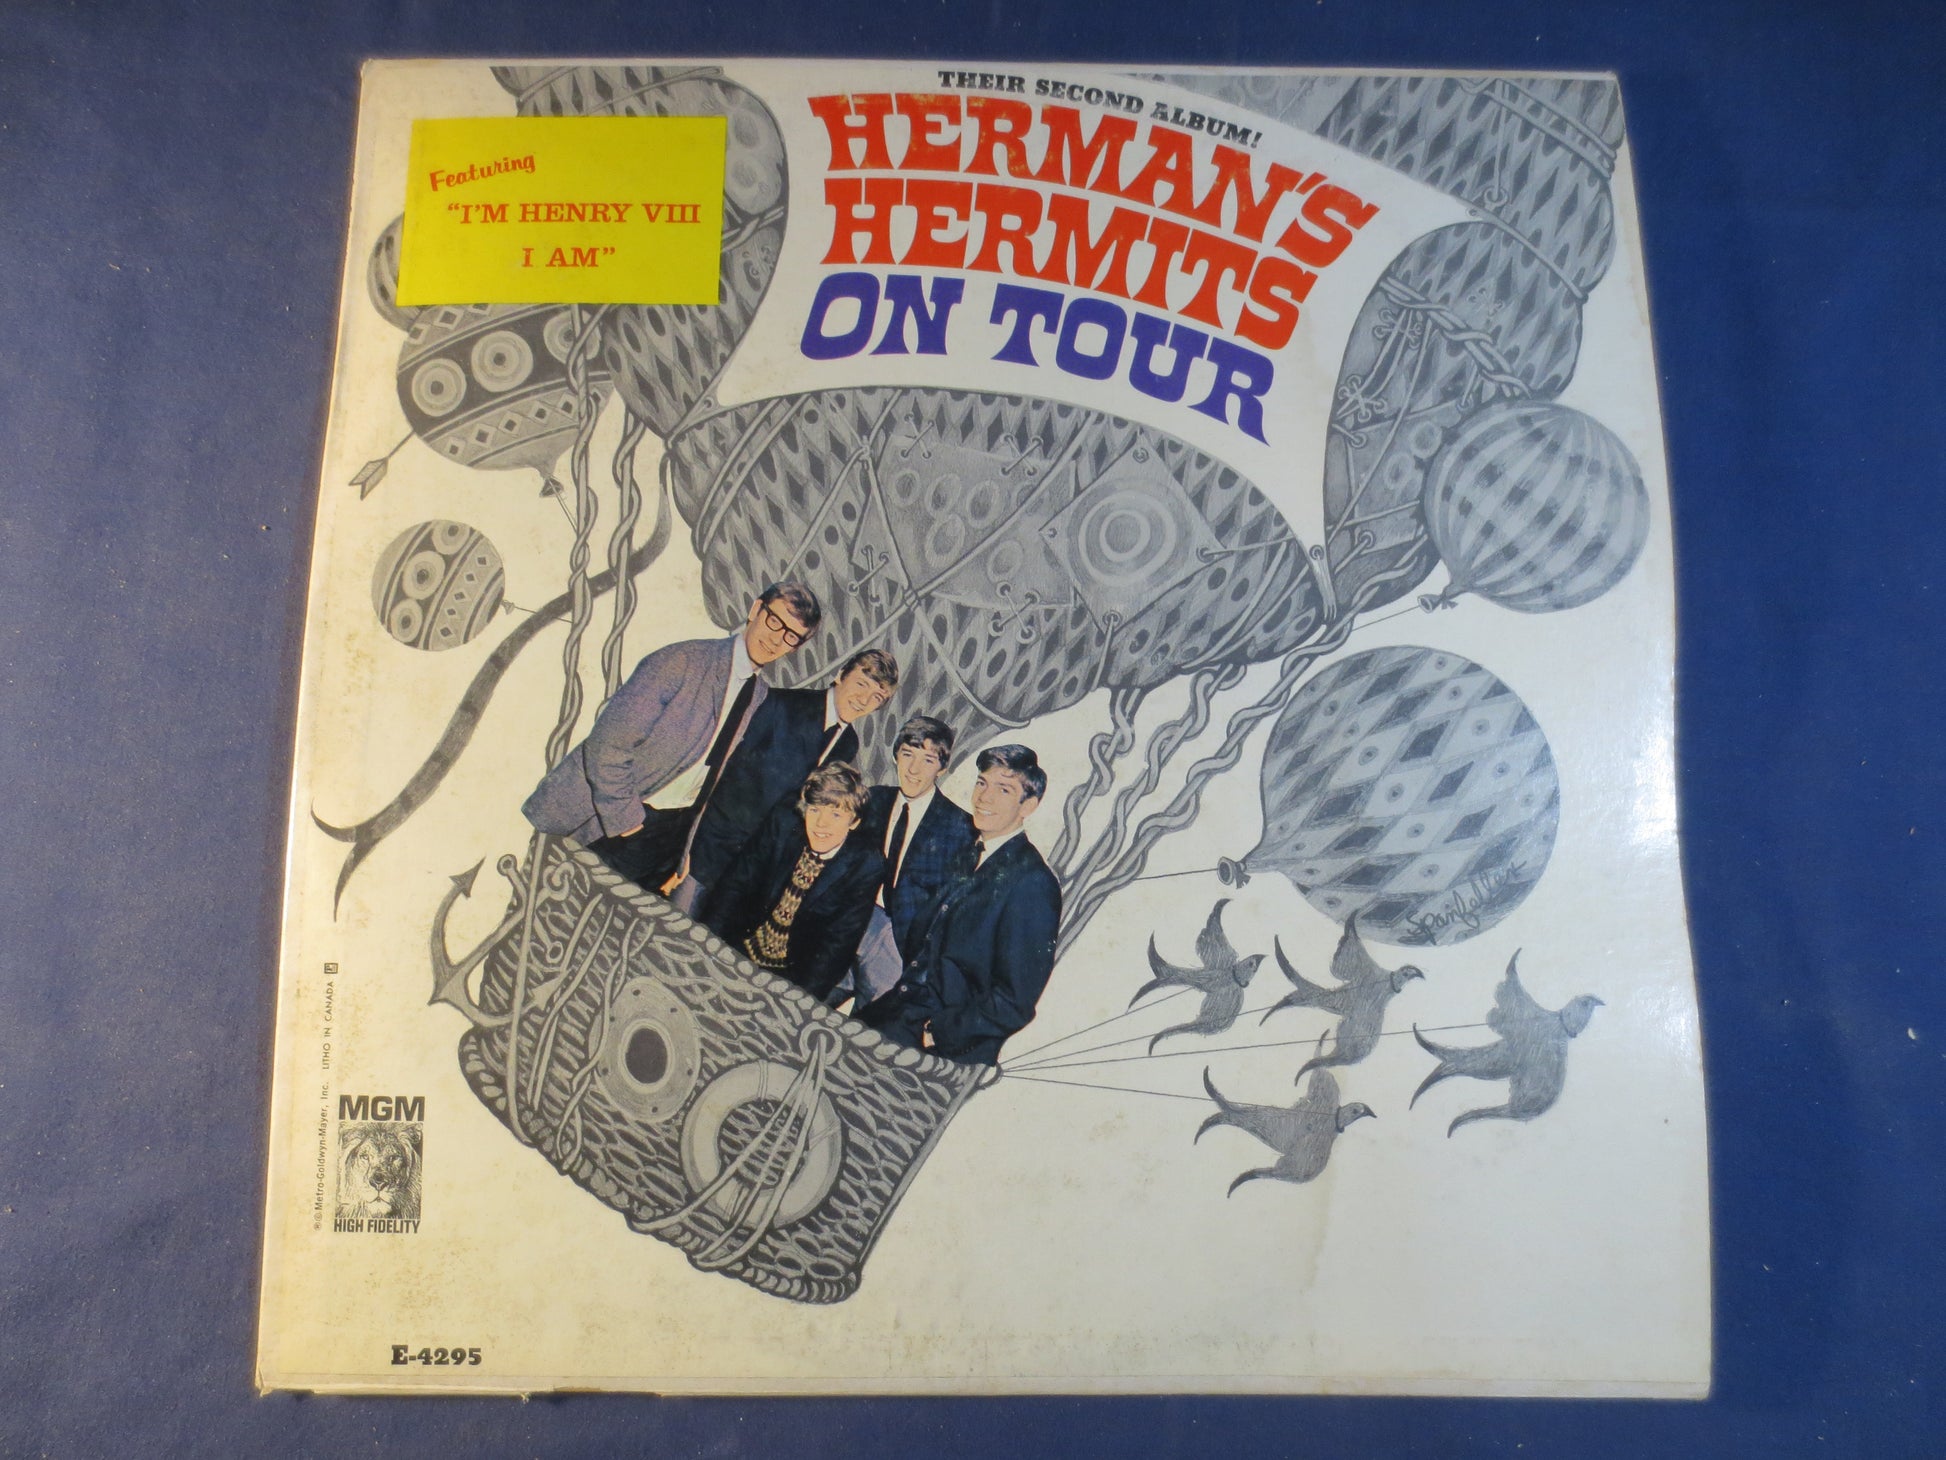 THEIR SECOND ALBUM!
HERMAN'S
HERMITS
ON TOUR
Featuring
"I'M HENRY VIII
I AM"
Spanfeller
℗ © Metro-Goldwyn-Mayer, Inc. LITHO IN CANADA
MGM
HIGH FIDELITY
E-4295